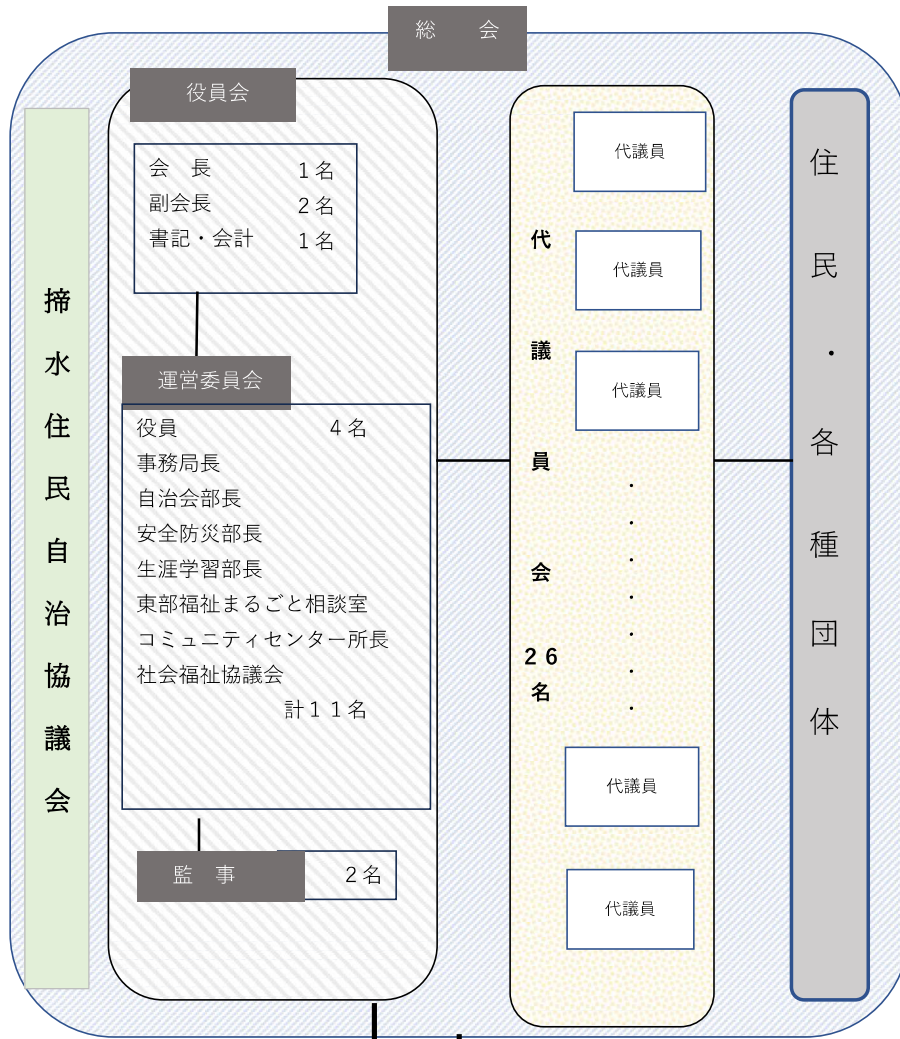 総　会
揥水住民自治協議会
役員会
会　長　１名
副会長　２名
書記・会計　１名
運営委員会
役員　４名
事務局長
自治会部長
安全防災部長
生涯学習部長
東部福祉まるごと相談室
コミュニティセンター所長
社会福祉協議会
計１１名
監　事　２名
代議員会
２６
名
代議員
代議員
代議員
・
・
・
・
・
・
・
代議員
代議員
住民・各種団体